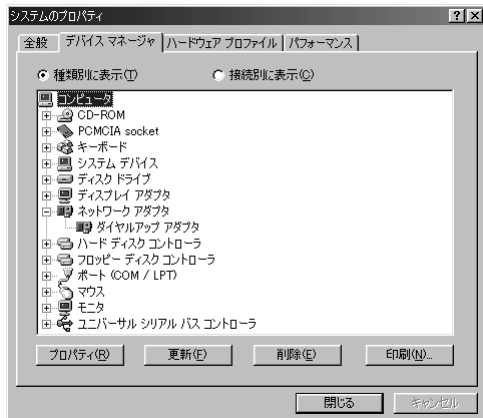 システムのプロパティ
全般 デバイス マネージャ ハードウェア プロファイル パフォーマンス
種類別に表示(T) 接続別に表示(C)
コンピュータ
CD-ROM
PCMCIA socket
キーボード
システム デバイス
ディスク ドライブ
ディスプレイ アダプタ
ネットワーク アダプタ
ダイヤルアップ アダプタ
ハード ディスク コントローラ
フロッピー ディスク コントローラ
ポート (COM / LPT)
マウス
モニタ
ユニバーサル シリアル バス コントローラ
プロパティ(R) 更新(F) 削除(E) 印刷(N)...
閉じる キャンセル